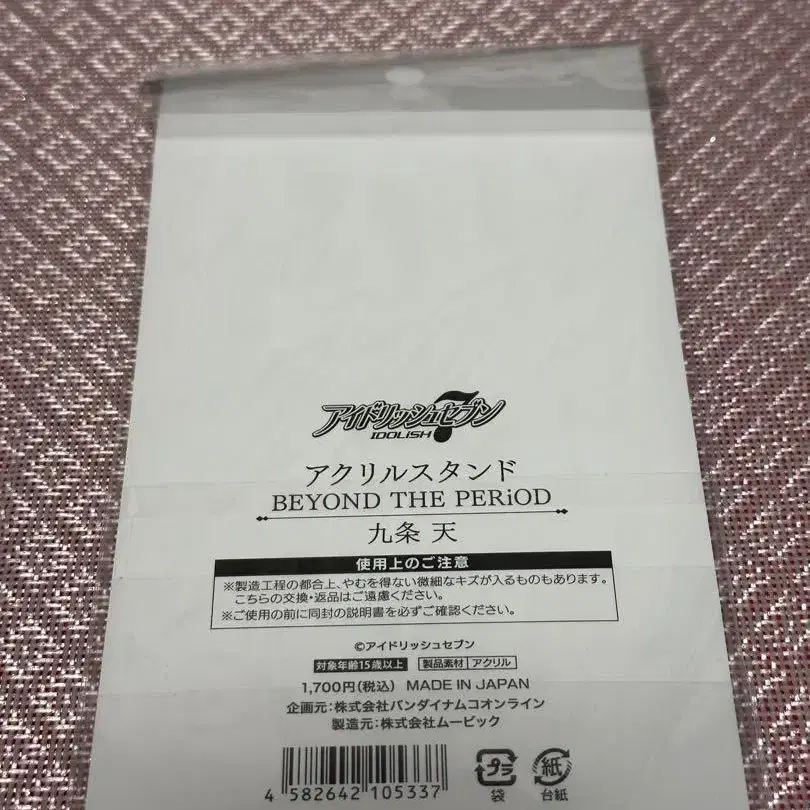 アイドリッシュセブン
7
IDOLiSH
アクリルスタンド
BEYOND THE PERiOD
九条 天
使用上のご注意
※製造工程の都合上、やむを得ない微細なキズが入るものもあります。
こちらの交換・返品はご遠慮ください。
※ご使用の前に同封の説明書を必ずご確認ください。
©アイドリッシュセブン
対象年齢15歳以上 製品素材 アクリル
1,700円(税込) MADE IN JAPAN
企画元:株式会社バンダイナムコオンライン
製造元:株式会社ムービック
4 582642 105337
プラ 紙
袋 台紙